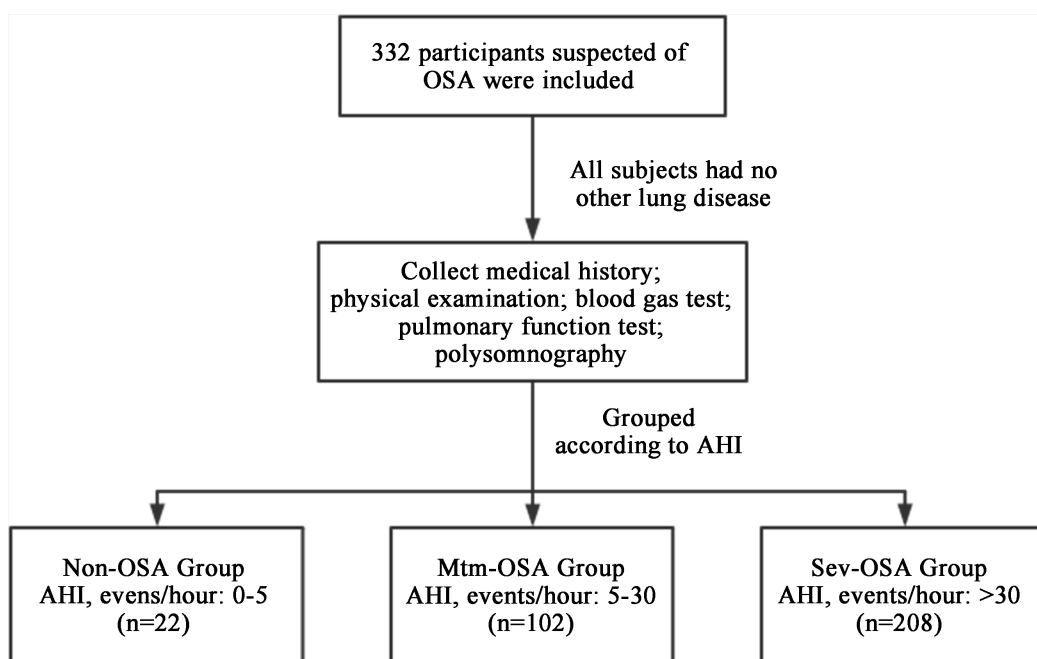 332 participants suspected of
OSA were included
All subjects had no
other lung disease
Collect medical history;
physical examination; blood gas test;
pulmonary function test;
polysomnography
Grouped
according to AHI
Non-OSA Group
AHI, evens/hour: 0-5
(n=22)
Mtm-OSA Group
AHI, events/hour: 5-30
(n=102)
Sev-OSA Group
AHI, events/hour: >30
(n=208)